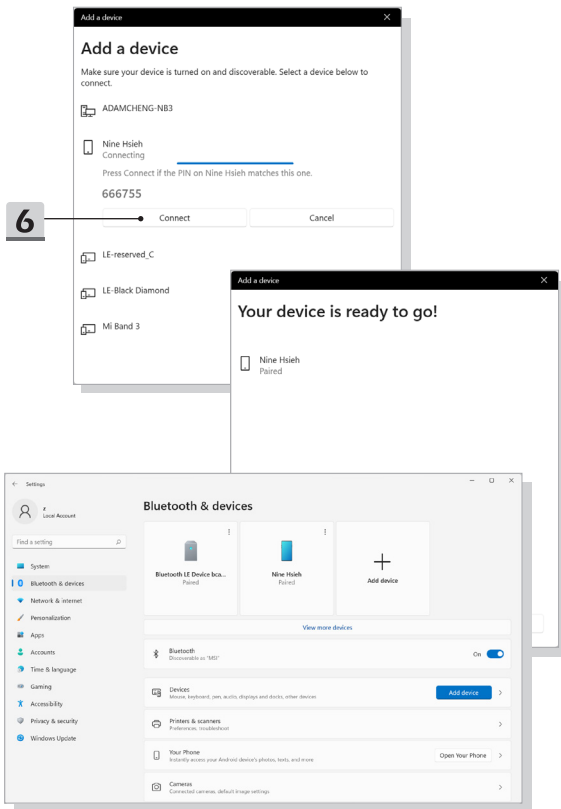 Add a device
Add a device
Make sure your device is turned on and discoverable. Select a device below to
connect.
ADAMCHENG-NB3
Nine Hsieh
Connecting
Press Connect if the PIN on Nine Hsieh matches this one.
666755
6
Connect
Cancel
LE-reserved_C
LE-Black Diamond
Mi Band 3
Add a device
Your device is ready to go!
Nine Hsieh
Paired
Settings
Local Account
Find a setting
System
Bluetooth & devices
Network & internet
Personalization
Apps
Accounts
Time & language
Gaming
Accessibility
Privacy & security
Windows Update
Bluetooth & devices
Bluetooth LE Device bca...
Paired
Nine Hsieh
Paired
Add device
View more devices
Bluetooth
Discoverable as "MSI"
On
Devices
Mouse, keyboard, pen, audio, displays and docks, other devices
Add device
Printers & scanners
Preferences, troubleshoot
Your Phone
Instantly access your Android device's photos, texts, and more
Open Your Phone
Cameras
Connected cameras, default image settings